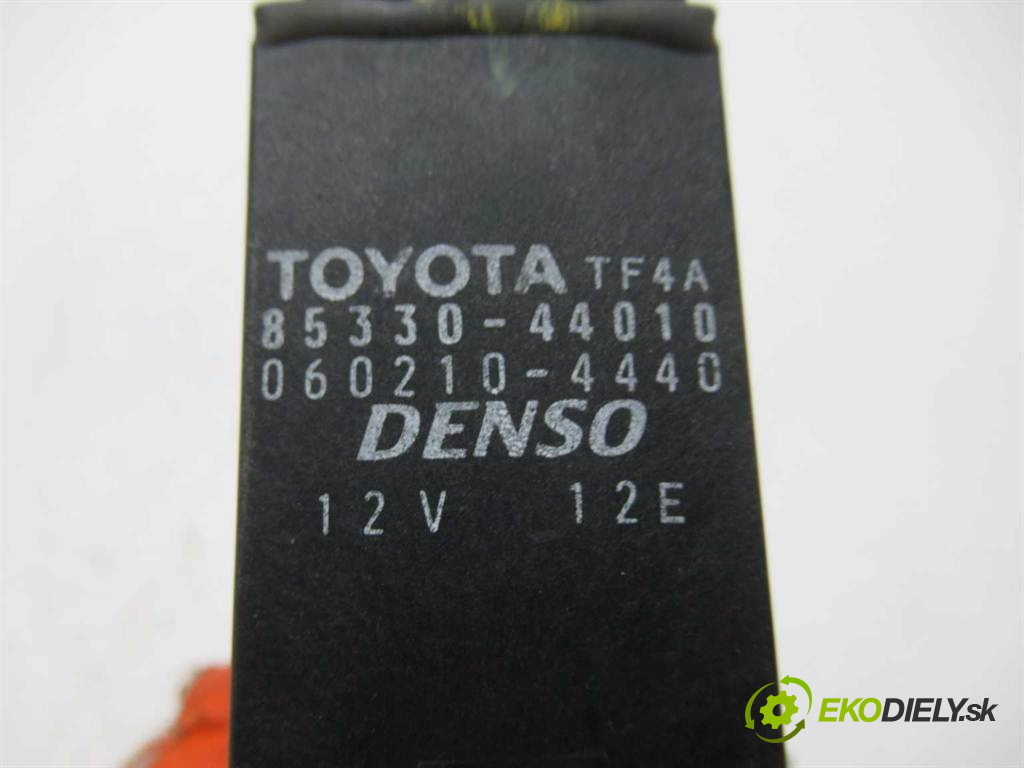 TOYOTA TF4A
85330-44010
060210-4440
DENSO
12V 12E
EKODIELY.sk